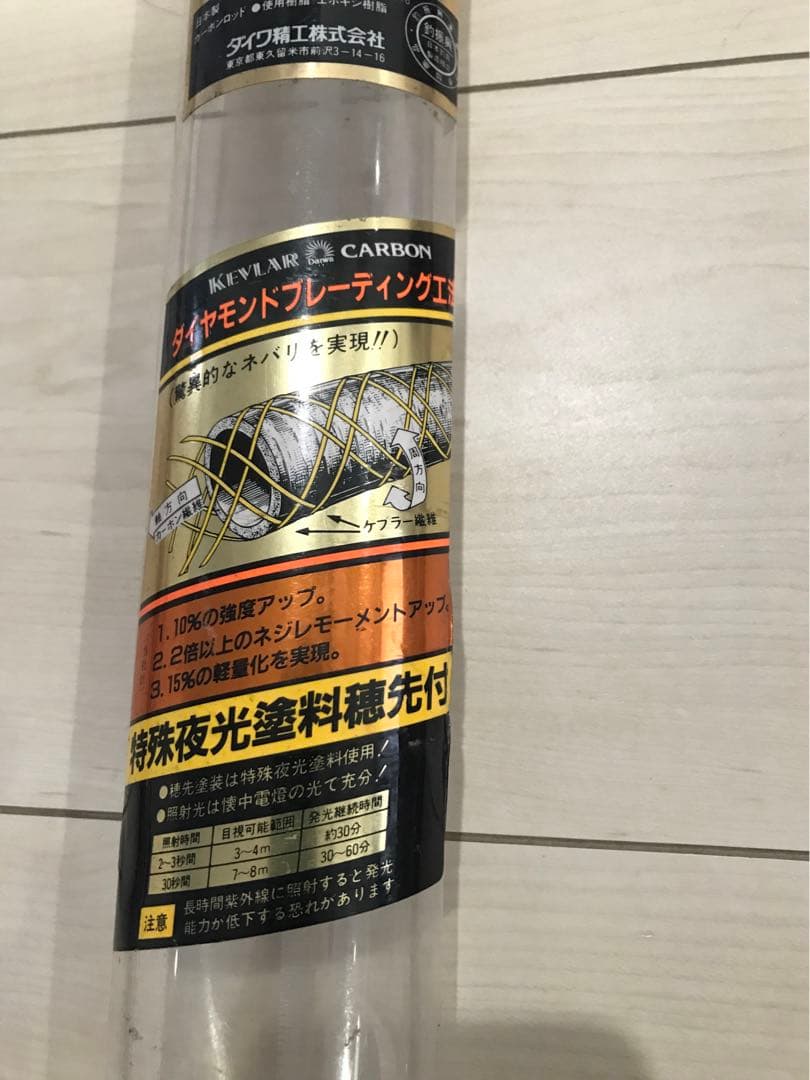 日本製
カーボンロッド ●使用樹脂 エポキシ樹脂
ダイワ精工株式会社
東京都東久留米市前沢3-14-16
KEVLAR Daiwa CARBON
ダイヤモンドブレーディング工法
(驚異的なネバリを実現!!)
周方向
軸方向
カーボン繊維
ケブラー繊維
1.10%の強度アップ。
2.2倍以上のネジレモーメントアップ。
3.15%の軽量化を実現。
特殊夜光塗料穂先付
●穂先塗装は特殊夜光塗料使用!
●照射光は懐中電燈の光で充分!
照射時間 目視可能範囲 発光継続時間
2~3秒間 3~4m 約30分
30秒間 7~8m 30~60分
注意 長時間紫外線に照射すると発光
能力が低下する恐れがあります